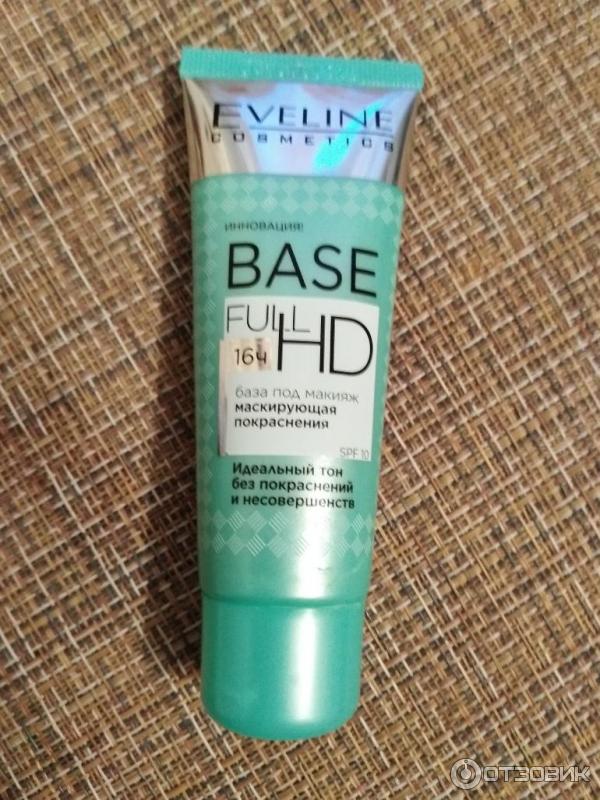 EVELINE
COSMETICS
ИННОВАЦИЯ!
BASE
FULL HD
16ч
база под макияж
маскирующая
покраснения
SPF 10
Идеальный тон
без покраснений
и несовершенств
ОТЗОВИК